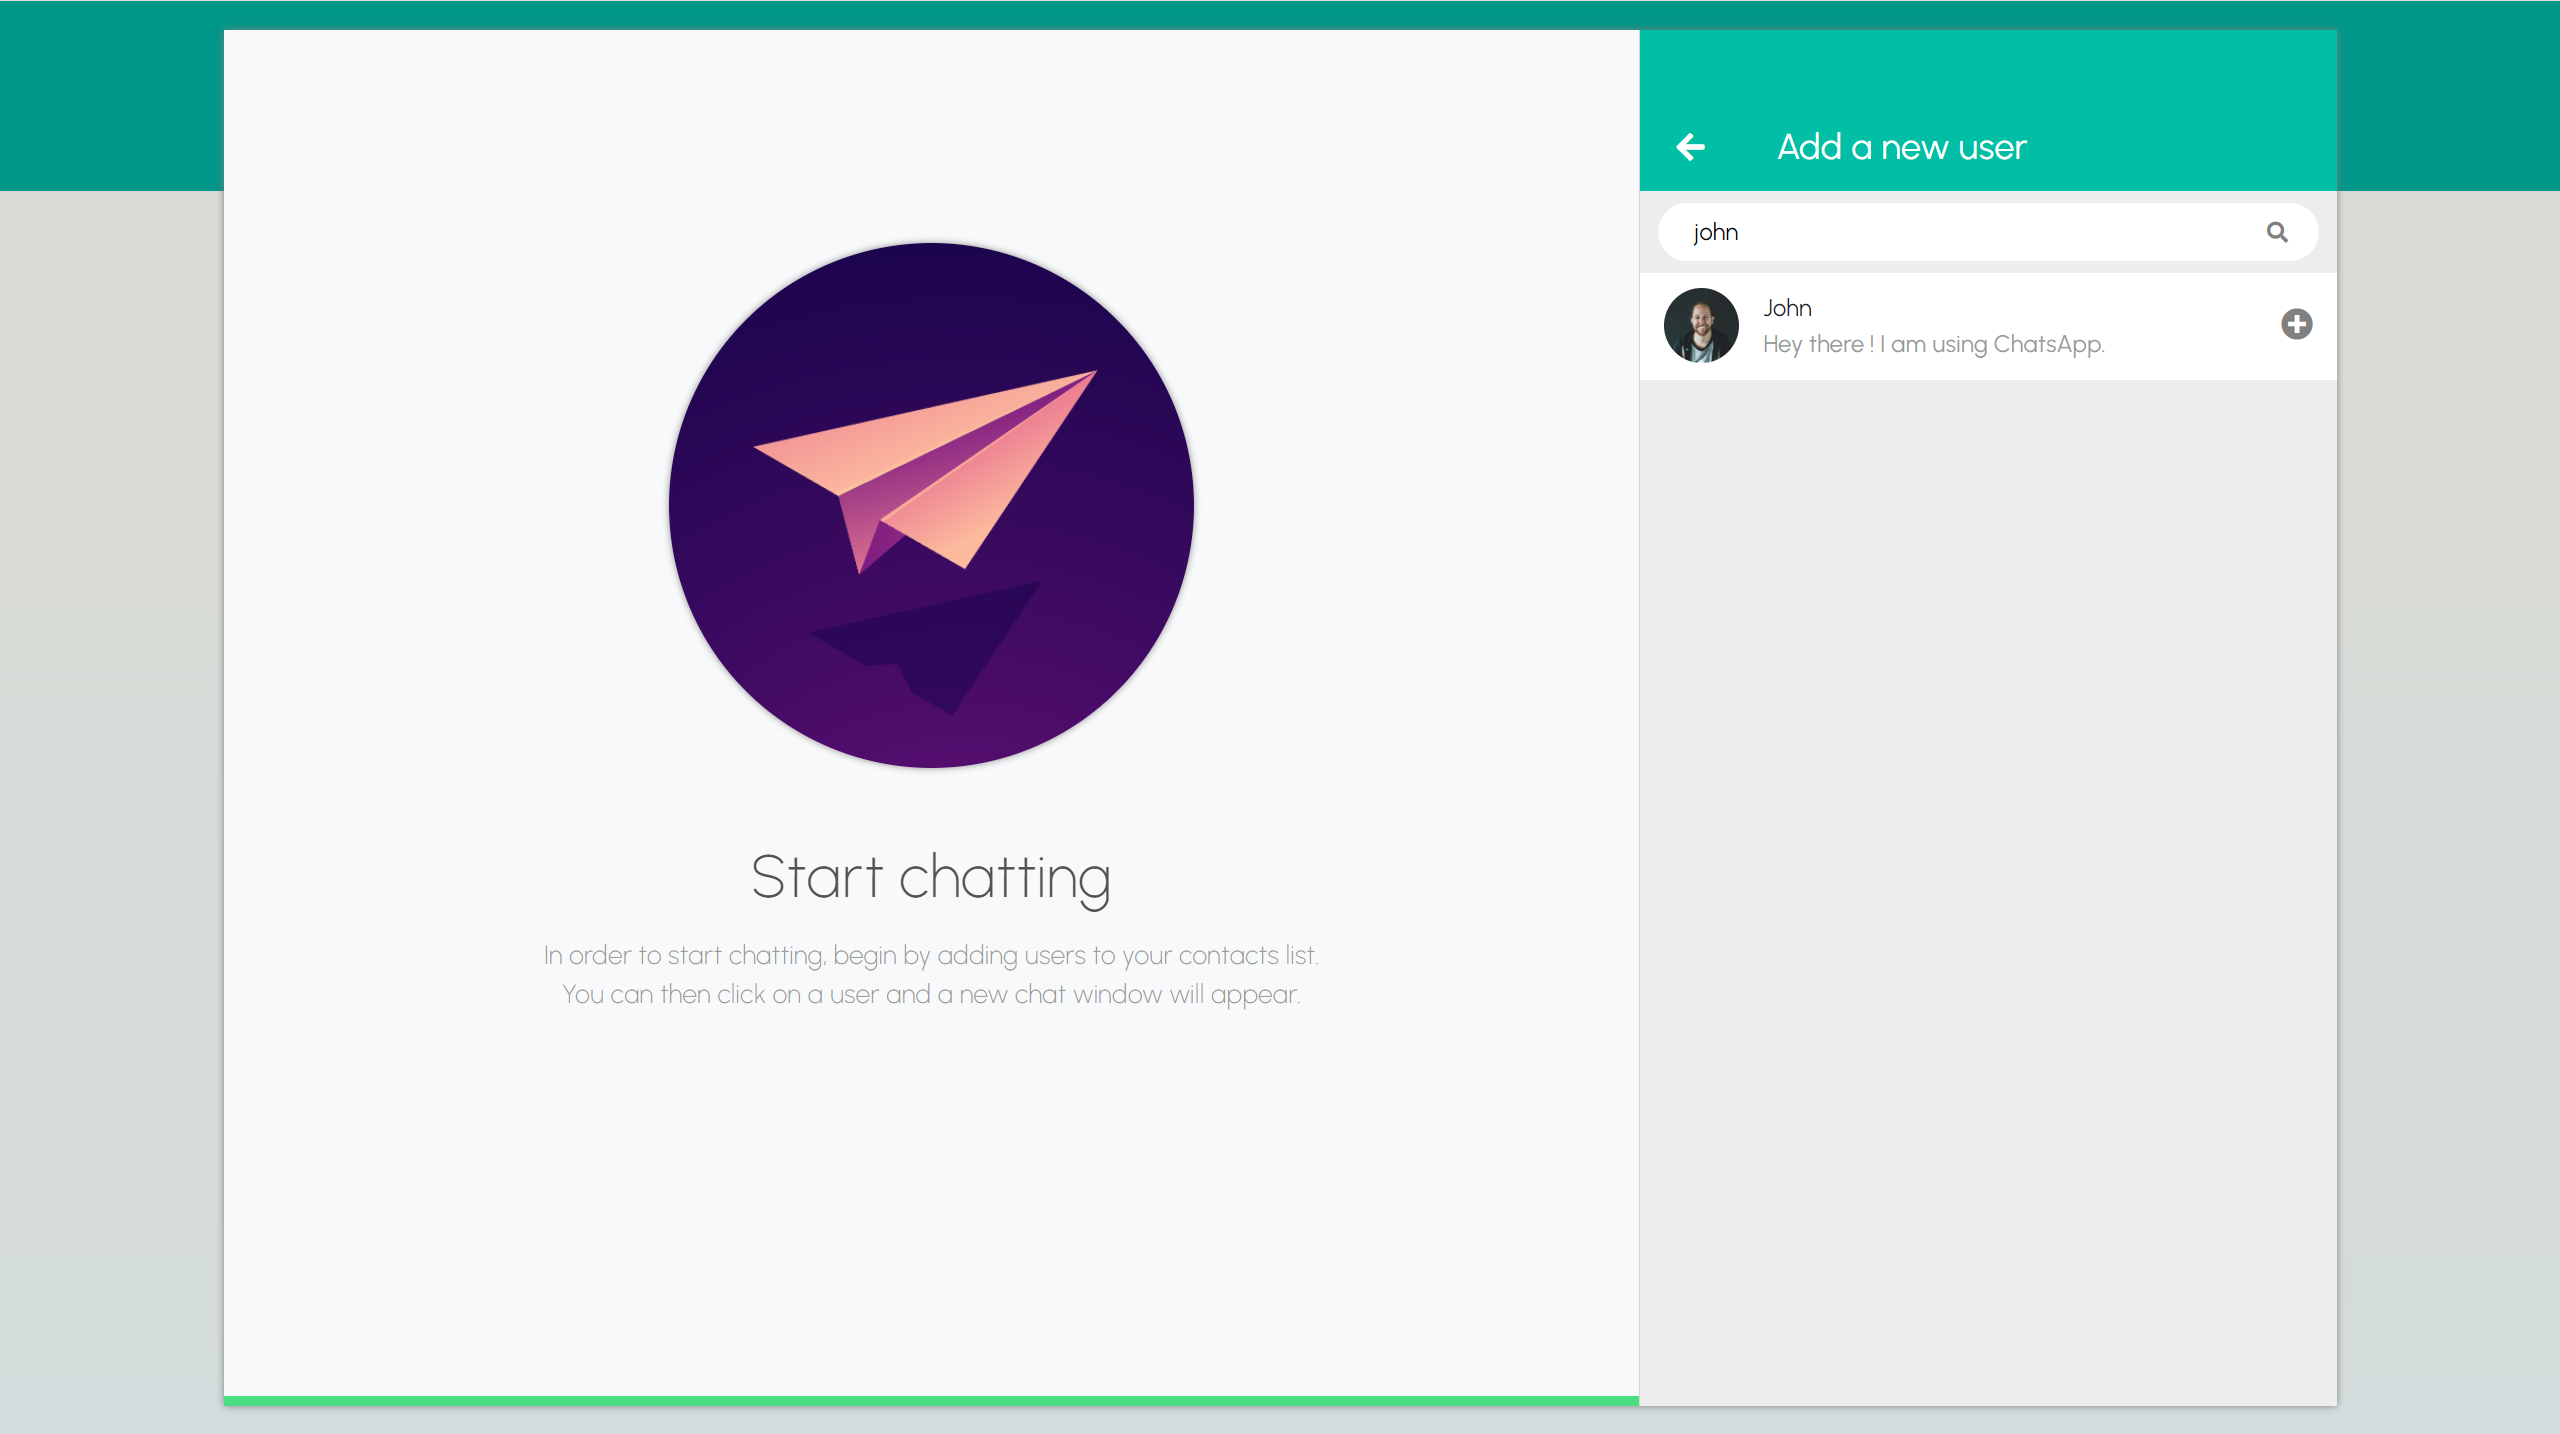 Add a new user
john
John
Hey there ! I am using ChatsApp.
Start chatting
In order to start chatting, begin by adding users to your contacts list.
You can then click on a user and a new chat window will appear.